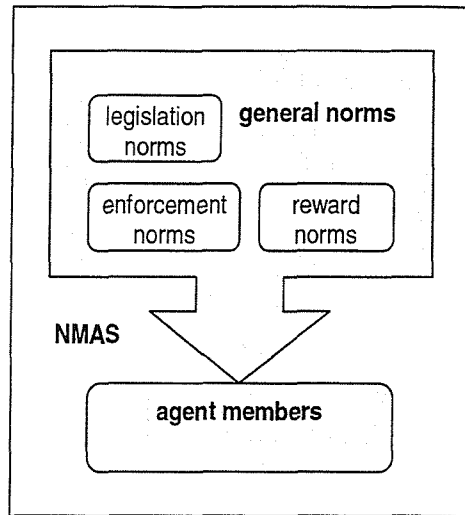 legislation
norms
general norms
enforcement
norms
reward
norms
NMAS
agent members